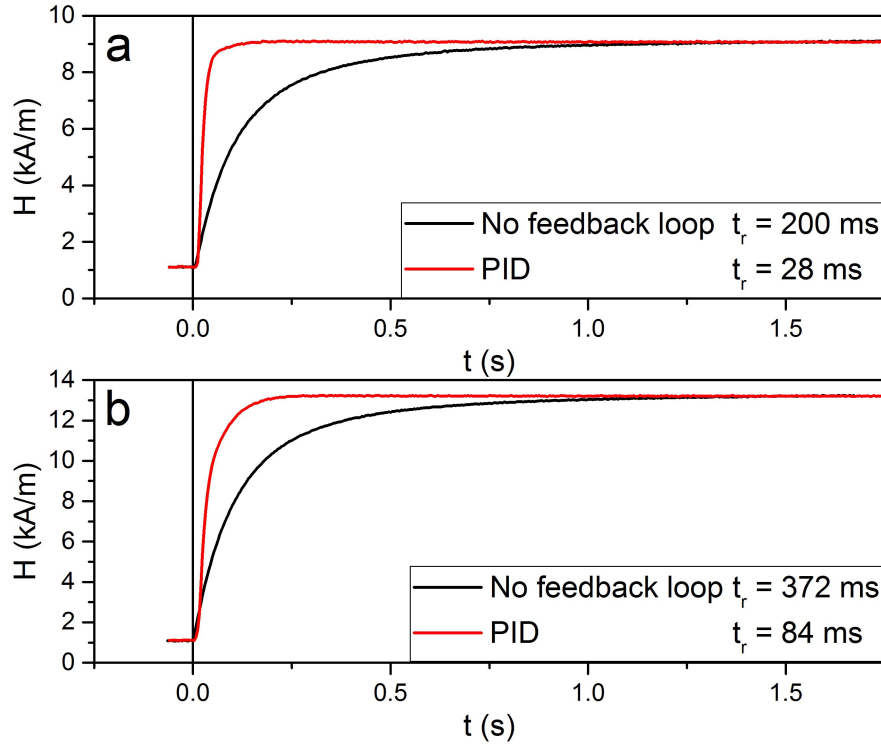 a
H (kA/m)
10
8
6
4
2
0
No feedback loop t_r = 200 ms
PID t_r = 28 ms
0.0 0.5 1.0 1.5
t (s)
b
H (kA/m)
14
12
10
8
6
4
2
0
No feedback loop t_r = 372 ms
PID t_r = 84 ms
0.0 0.5 1.0 1.5
t (s)